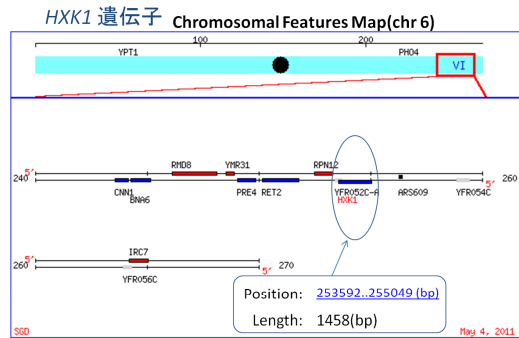 HXK1 遺伝子 Chromosomal Features Map(chr 6)
100 200
YPT1 PHO4
VI
RMD8 YMR31 RPN12
5'
240 260
5'
CNN1 PRE4 RET2 YFR052C-A ARS609 YFR054C
BNA6 HXK1
IRC7
5'
260 270
5'
YFR056C
Position: 253592..255049 (bp)
Length: 1458(bp)
SGD May 4, 2011